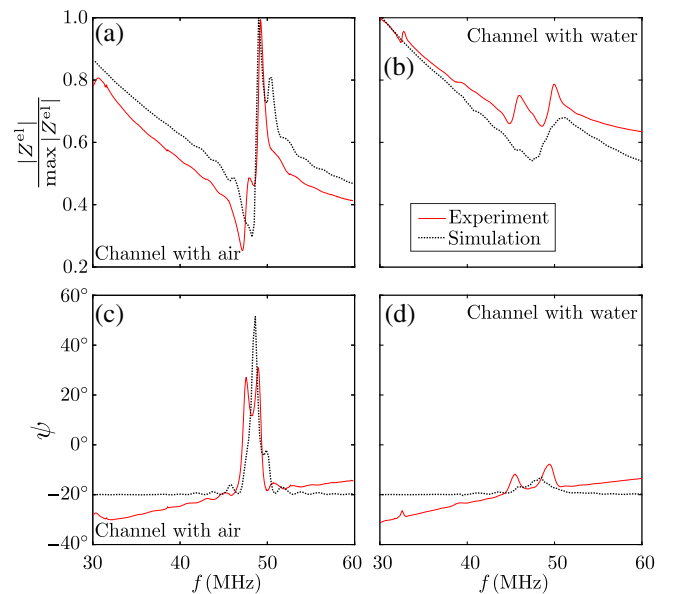 (a)
Channel with air
1.0
0.8
0.6
0.4
0.2
|Z^el|
max |Z^el|
(b)
Channel with water
Experiment
Simulation
(c)
Channel with air
60°
40°
20°
0°
−20°
−40°
ψ
30 40 50 60
f (MHz)
(d)
Channel with water
30 40 50 60
f (MHz)